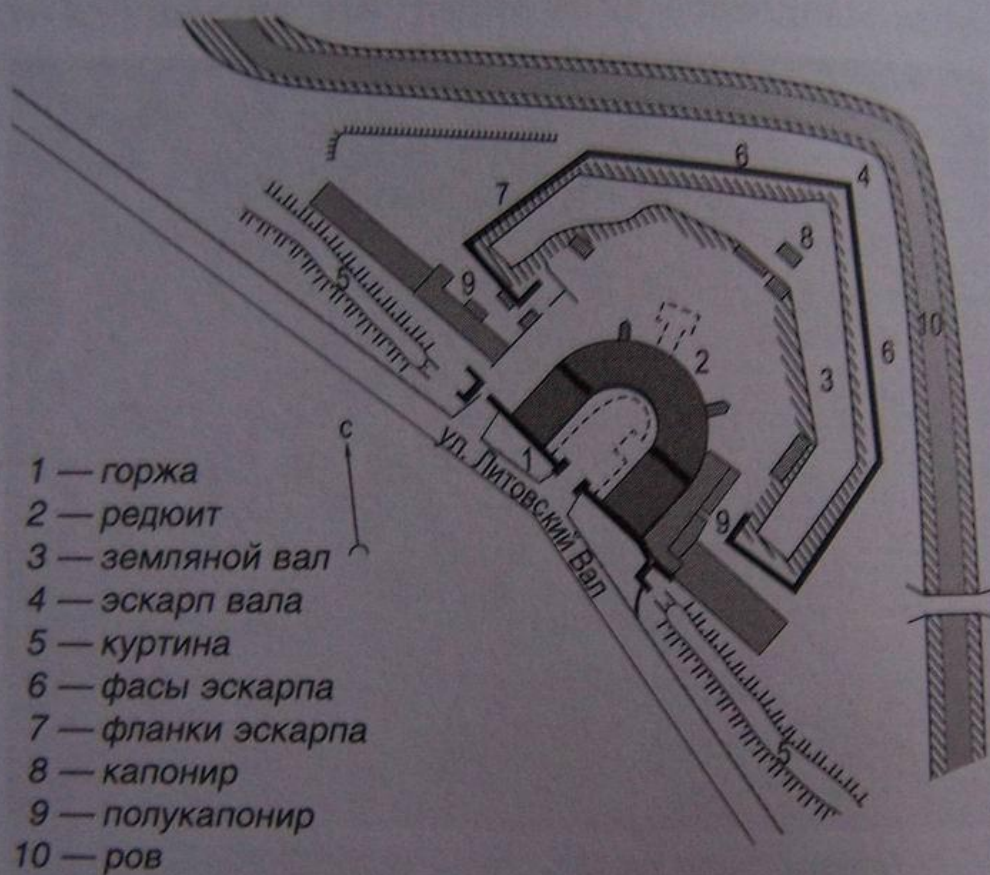 6
4
7
8
5
9
10
2
6
3
с
ул. Литовский Вал
1
9
5
1 — горжа
2 — редюит
3 — земляной вал
4 — эскарп вала
5 — куртина
6 — фасы эскарпа
7 — фланки эскарпа
8 — капонир
9 — полукапонир
10 — ров